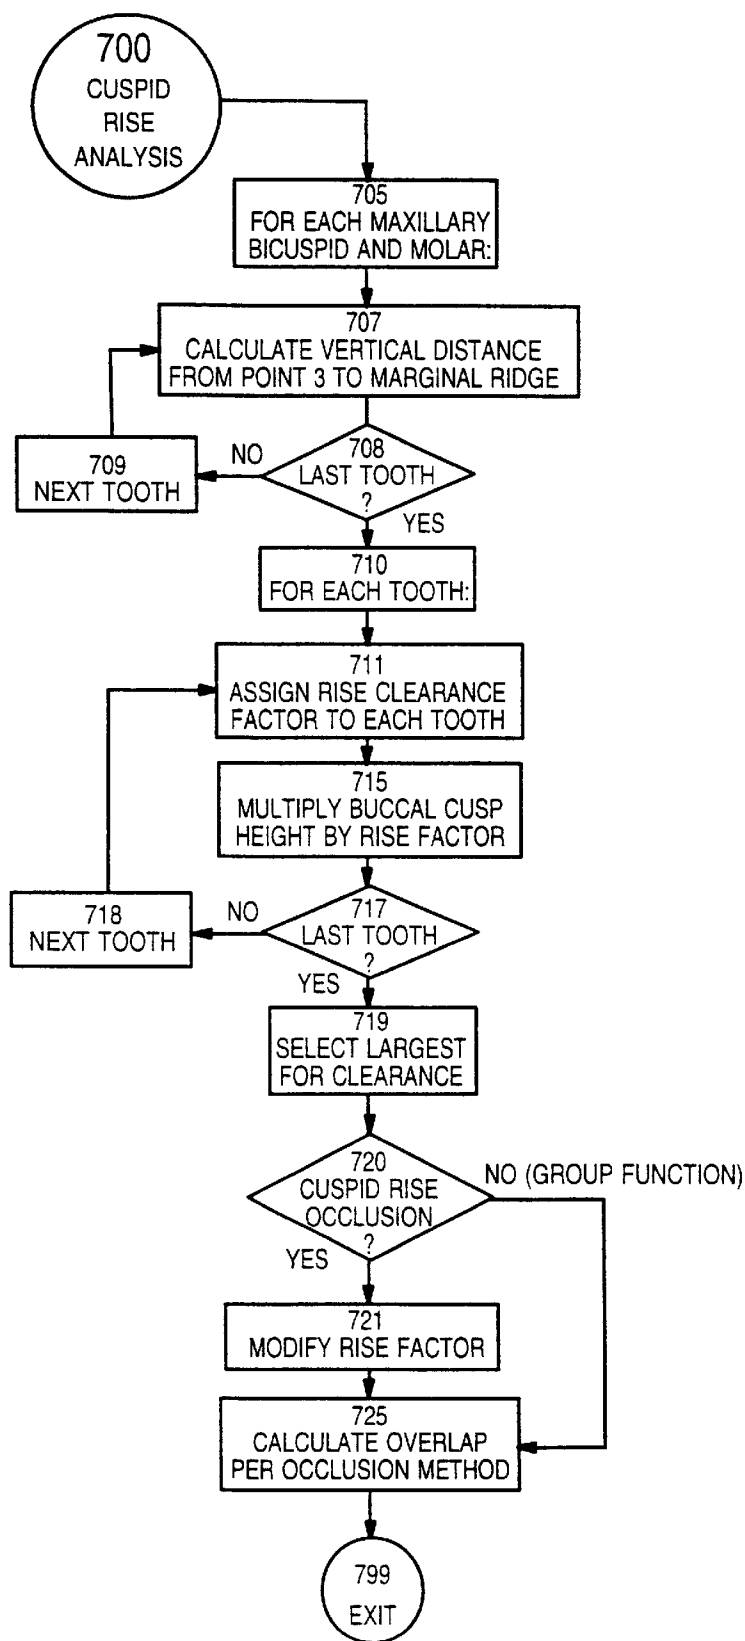 700
CUSPID
RISE
ANALYSIS
705
FOR EACH MAXILLARY
BICUSPID AND MOLAR:
707
CALCULATE VERTICAL DISTANCE
FROM POINT 3 TO MARGINAL RIDGE
708
LAST TOOTH
?
NO
709
NEXT TOOTH
YES
710
FOR EACH TOOTH:
711
ASSIGN RISE CLEARANCE
FACTOR TO EACH TOOTH
715
MULTIPLY BUCCAL CUSP
HEIGHT BY RISE FACTOR
717
LAST TOOTH
?
NO
718
NEXT TOOTH
YES
719
SELECT LARGEST
FOR CLEARANCE
720
CUSPID RISE
OCCLUSION
?
NO (GROUP FUNCTION)
YES
721
MODIFY RISE FACTOR
725
CALCULATE OVERLAP
PER OCCLUSION METHOD
799
EXIT